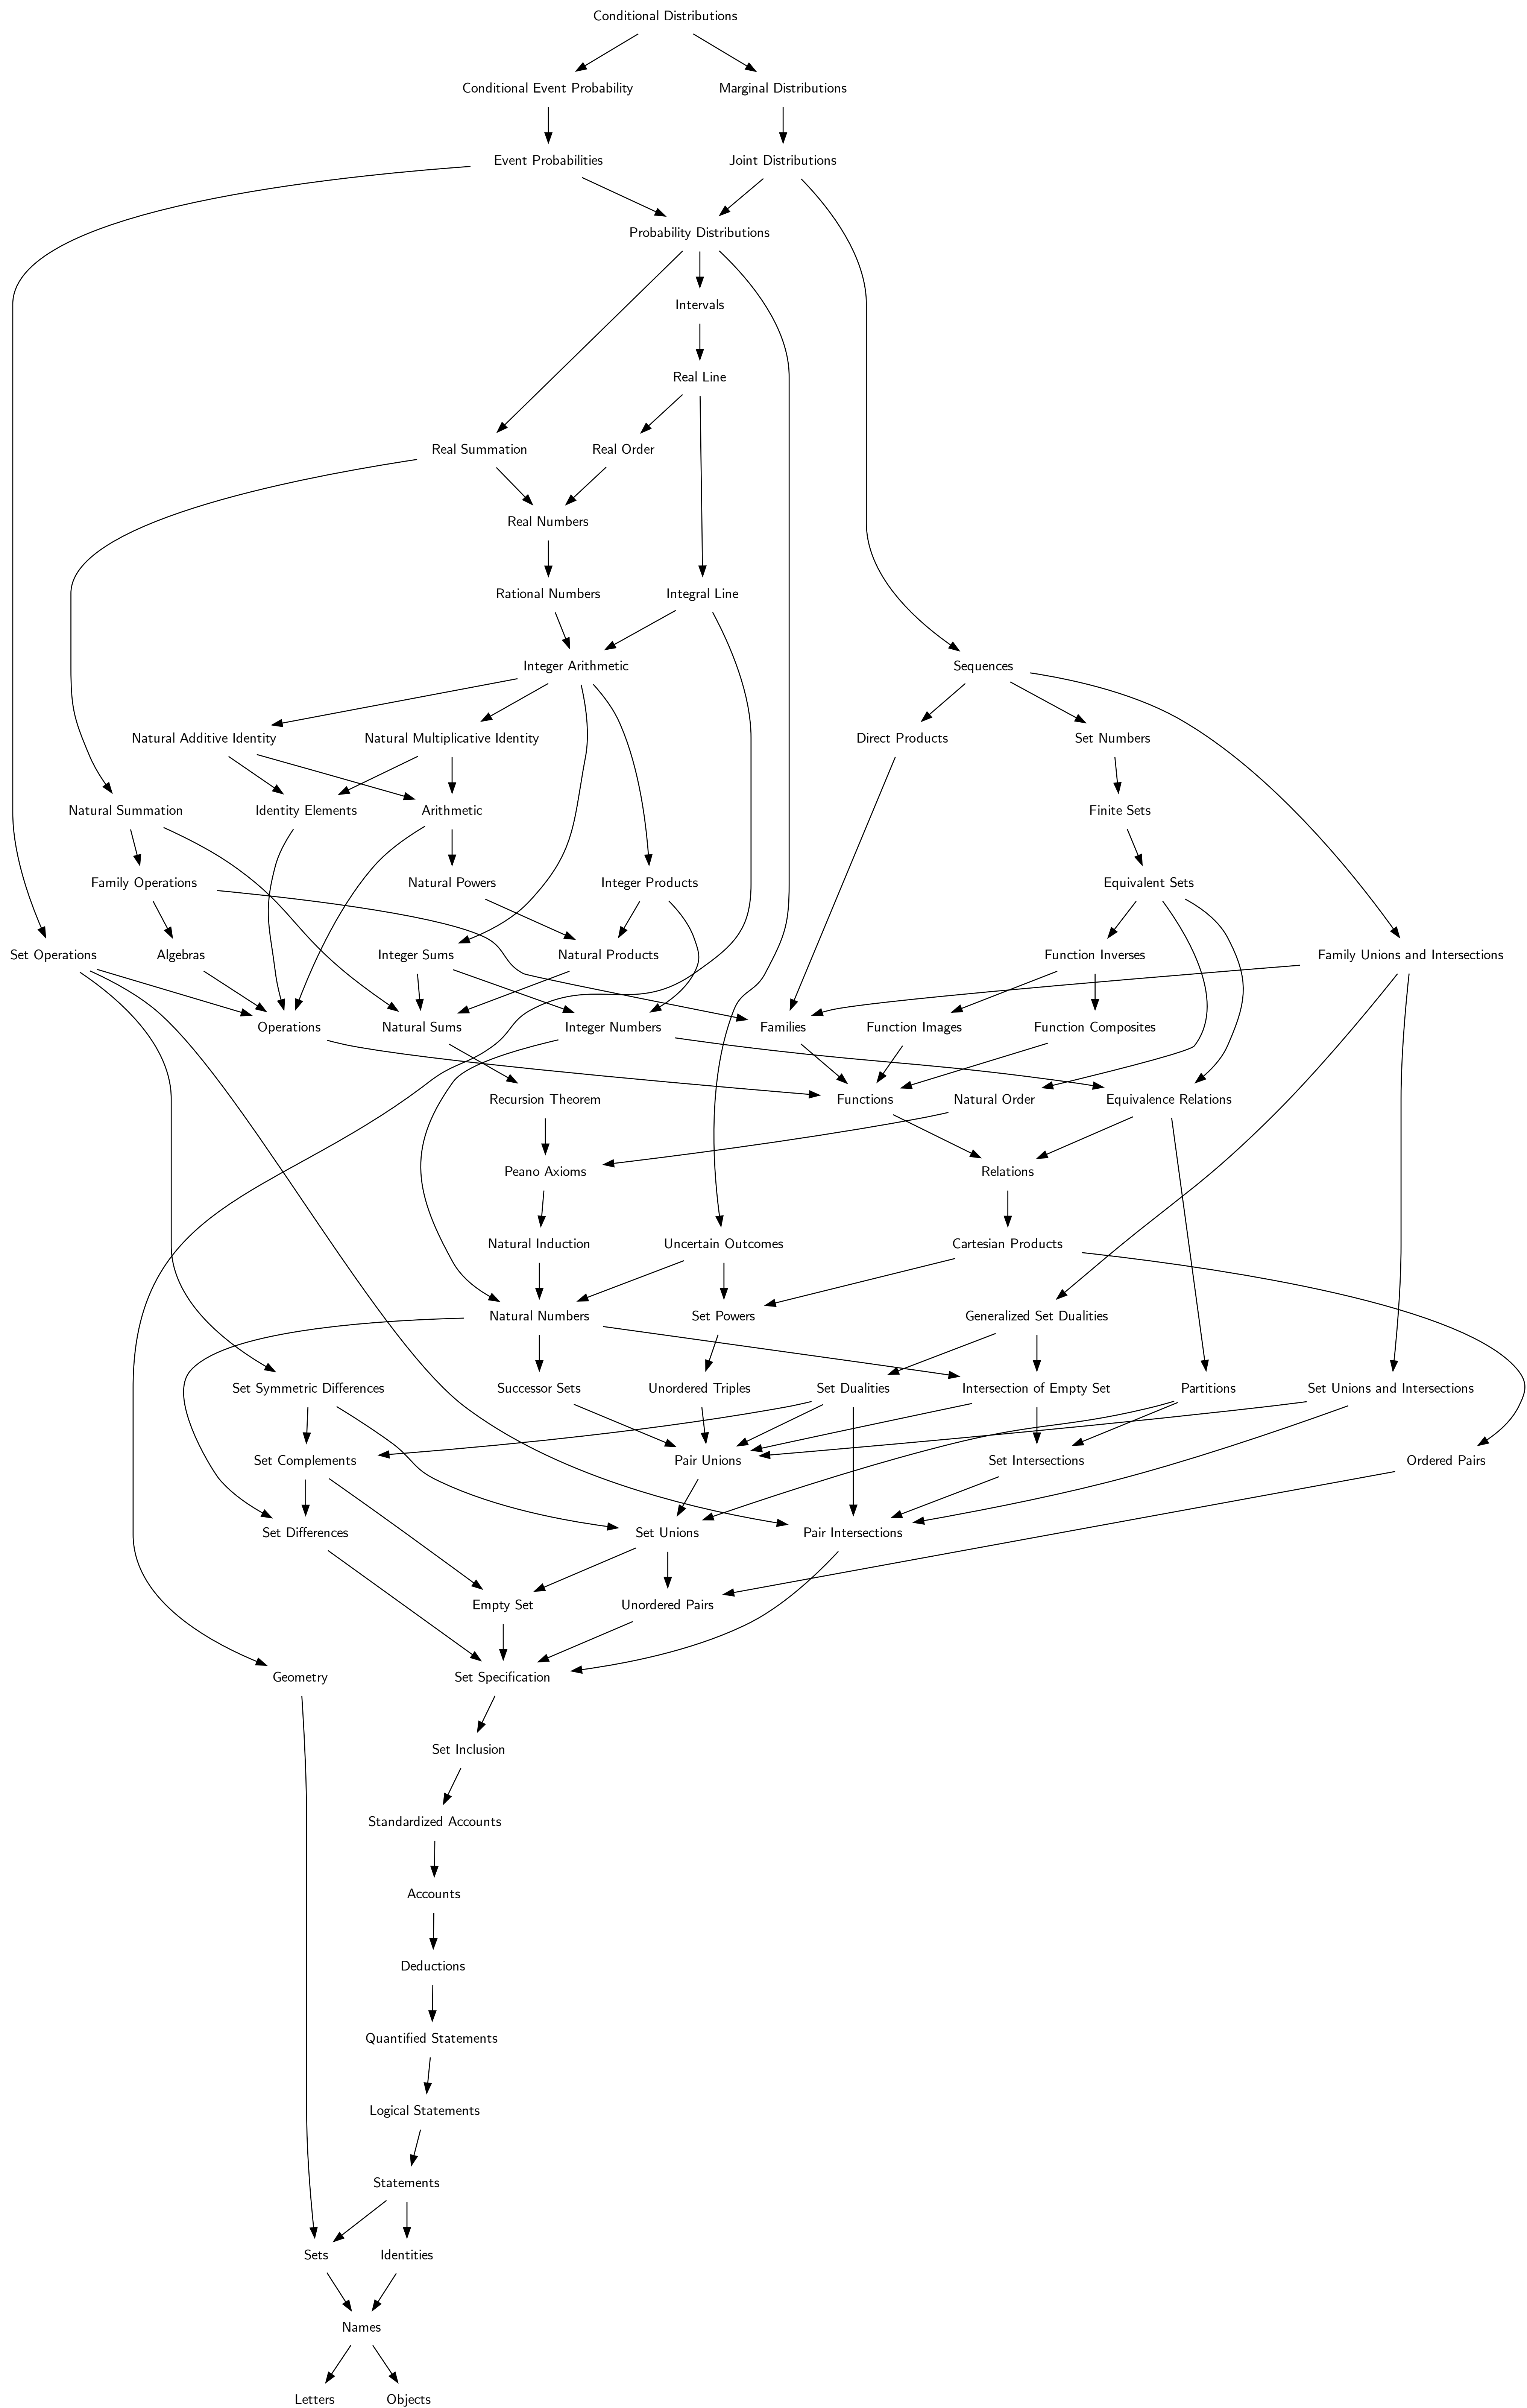 Conditional Distributions
Conditional Event Probability
Marginal Distributions
Event Probabilities
Joint Distributions
Probability Distributions
Intervals
Real Line
Real Summation
Real Order
Real Numbers
Rational Numbers
Integral Line
Integer Arithmetic
Sequences
Natural Additive Identity
Natural Multiplicative Identity
Direct Products
Set Numbers
Natural Summation
Identity Elements
Arithmetic
Finite Sets
Family Operations
Natural Powers
Integer Products
Equivalent Sets
Set Operations
Algebras
Integer Sums
Natural Products
Function Inverses
Family Unions and Intersections
Operations
Natural Sums
Integer Numbers
Families
Function Images
Function Composites
Recursion Theorem
Functions
Natural Order
Equivalence Relations
Peano Axioms
Relations
Natural Induction
Uncertain Outcomes
Cartesian Products
Natural Numbers
Set Powers
Generalized Set Dualities
Set Symmetric Differences
Successor Sets
Unordered Triples
Set Dualities
Intersection of Empty Set
Partitions
Set Unions and Intersections
Set Complements
Pair Unions
Set Intersections
Ordered Pairs
Set Differences
Set Unions
Pair Intersections
Empty Set
Unordered Pairs
Geometry
Set Specification
Set Inclusion
Standardized Accounts
Accounts
Deductions
Quantified Statements
Logical Statements
Statements
Sets
Identities
Names
Letters
Objects